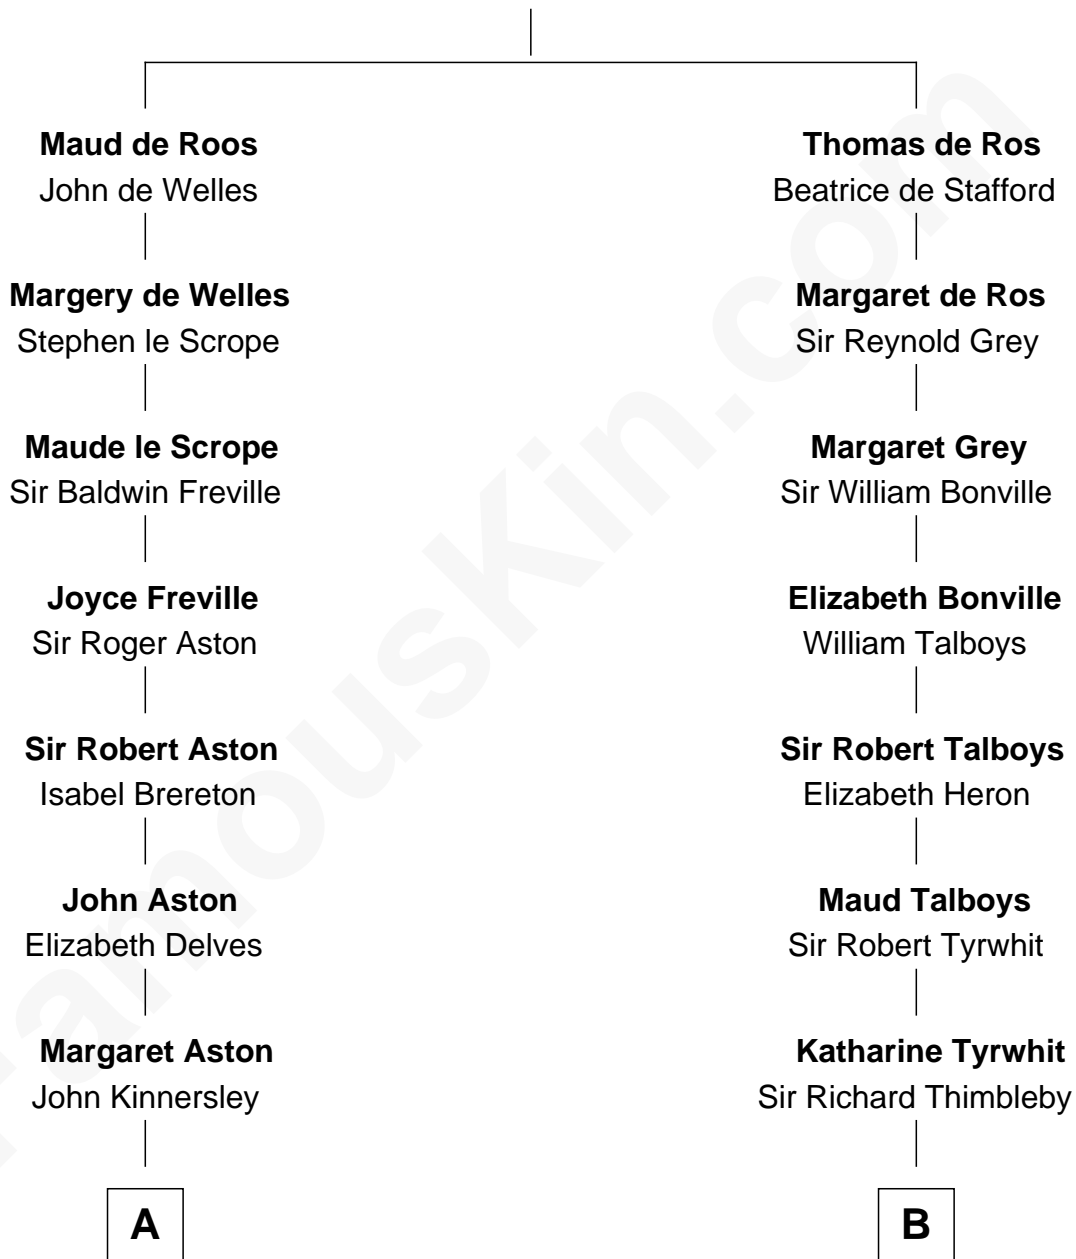 Maud de Roos
John de Welles
Margery de Welles
Stephen le Scrope
Maude le Scrope
Sir Baldwin Freville
Joyce Freville
Sir Roger Aston
Sir Robert Aston
Isabel Brereton
John Aston
Elizabeth Delves
Margaret Aston
John Kinnersley
A
Thomas de Ros
Beatrice de Stafford
Margaret de Ros
Sir Reynold Grey
Margaret Grey
Sir William Bonville
Elizabeth Bonville
William Talboys
Sir Robert Talboys
Elizabeth Heron
Maud Talboys
Sir Robert Tyrwhit
Katharine Tyrwhit
Sir Richard Thimbleby
B
FamousKin.com